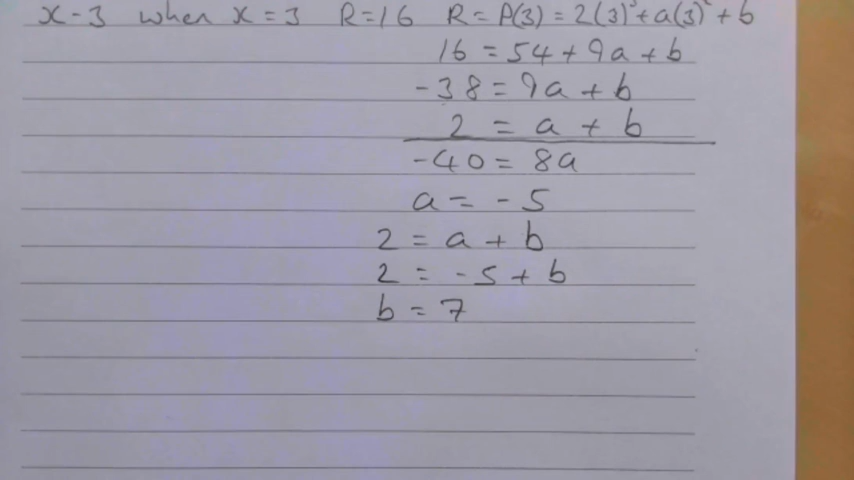 x-3 when x=3 R=16 R=P(3)=2(3)³+a(3)²+b
16=54+9a+b
-38=9a+b
2=a+b
-40=8a
a=-5
2=a+b
2=-5+b
b=7